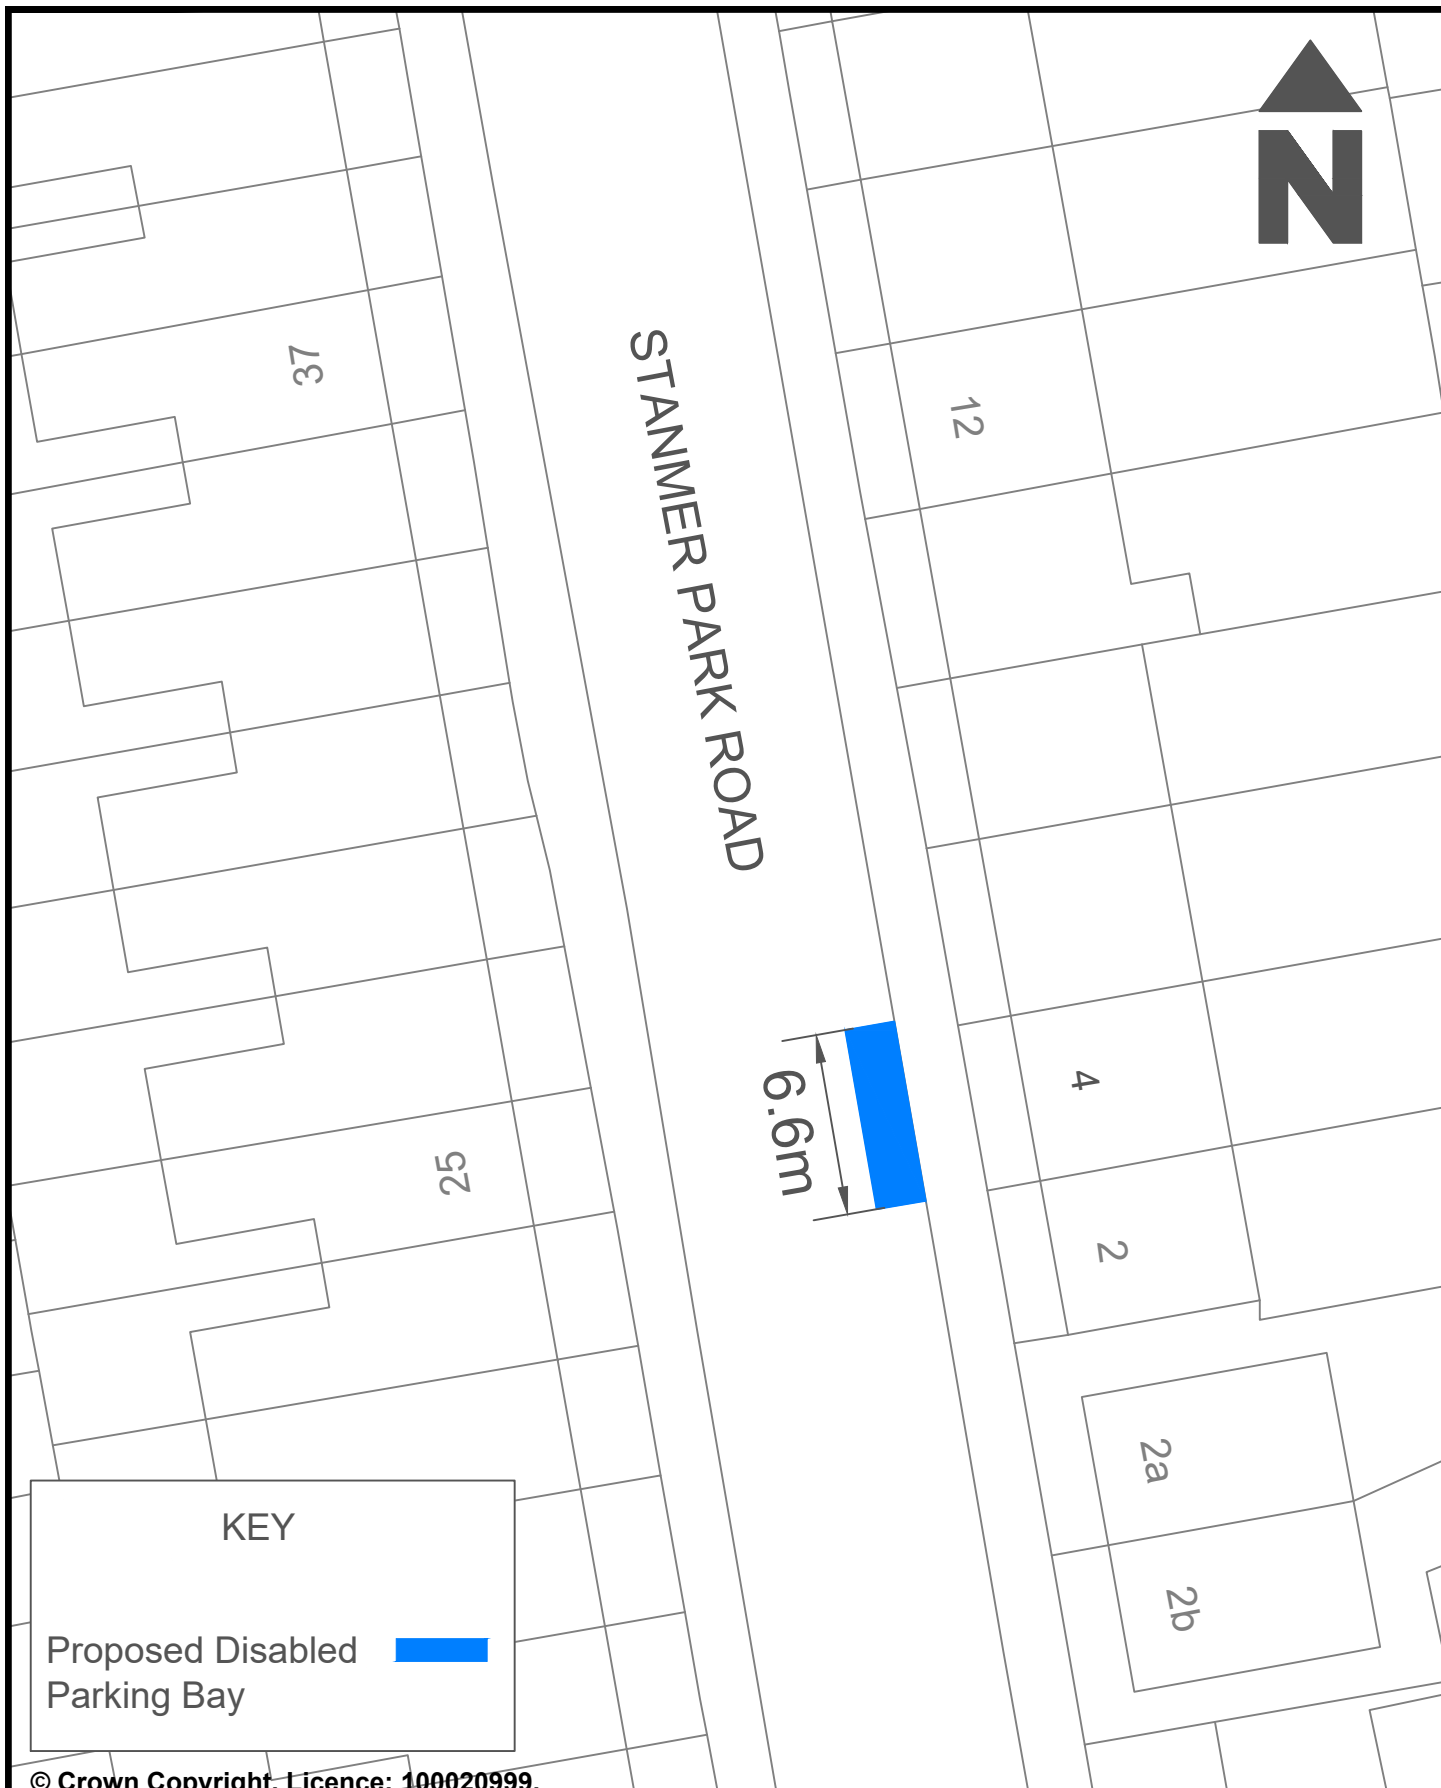 N
37
12
STANMER PARK ROAD
4
6.6m
25
2
2a
2b
KEY
Proposed Disabled
Parking Bay
© Crown Copyright. Licence: 100020999.